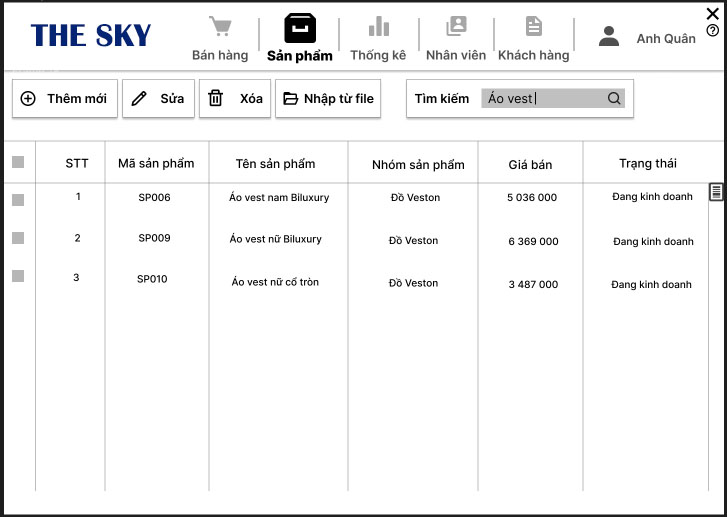 THE SKY
Bán hàng
Sản phẩm
Thống kê
Nhân viên
Khách hàng
Anh Quân
Thêm mới
Sửa
Xóa
Nhập từ file
Tìm kiếm
Áo vest
STT Mã sản phẩm Tên sản phẩm Nhóm sản phẩm Giá bán Trạng thái
1 SP006 Áo vest nam Biluxury Đồ Veston 5 036 000 Đang kinh doanh
2 SP009 Áo vest nữ Biluxury Đồ Veston 6 369 000 Đang kinh doanh
3 SP010 Áo vest nữ cổ tròn Đồ Veston 3 487 000 Đang kinh doanh